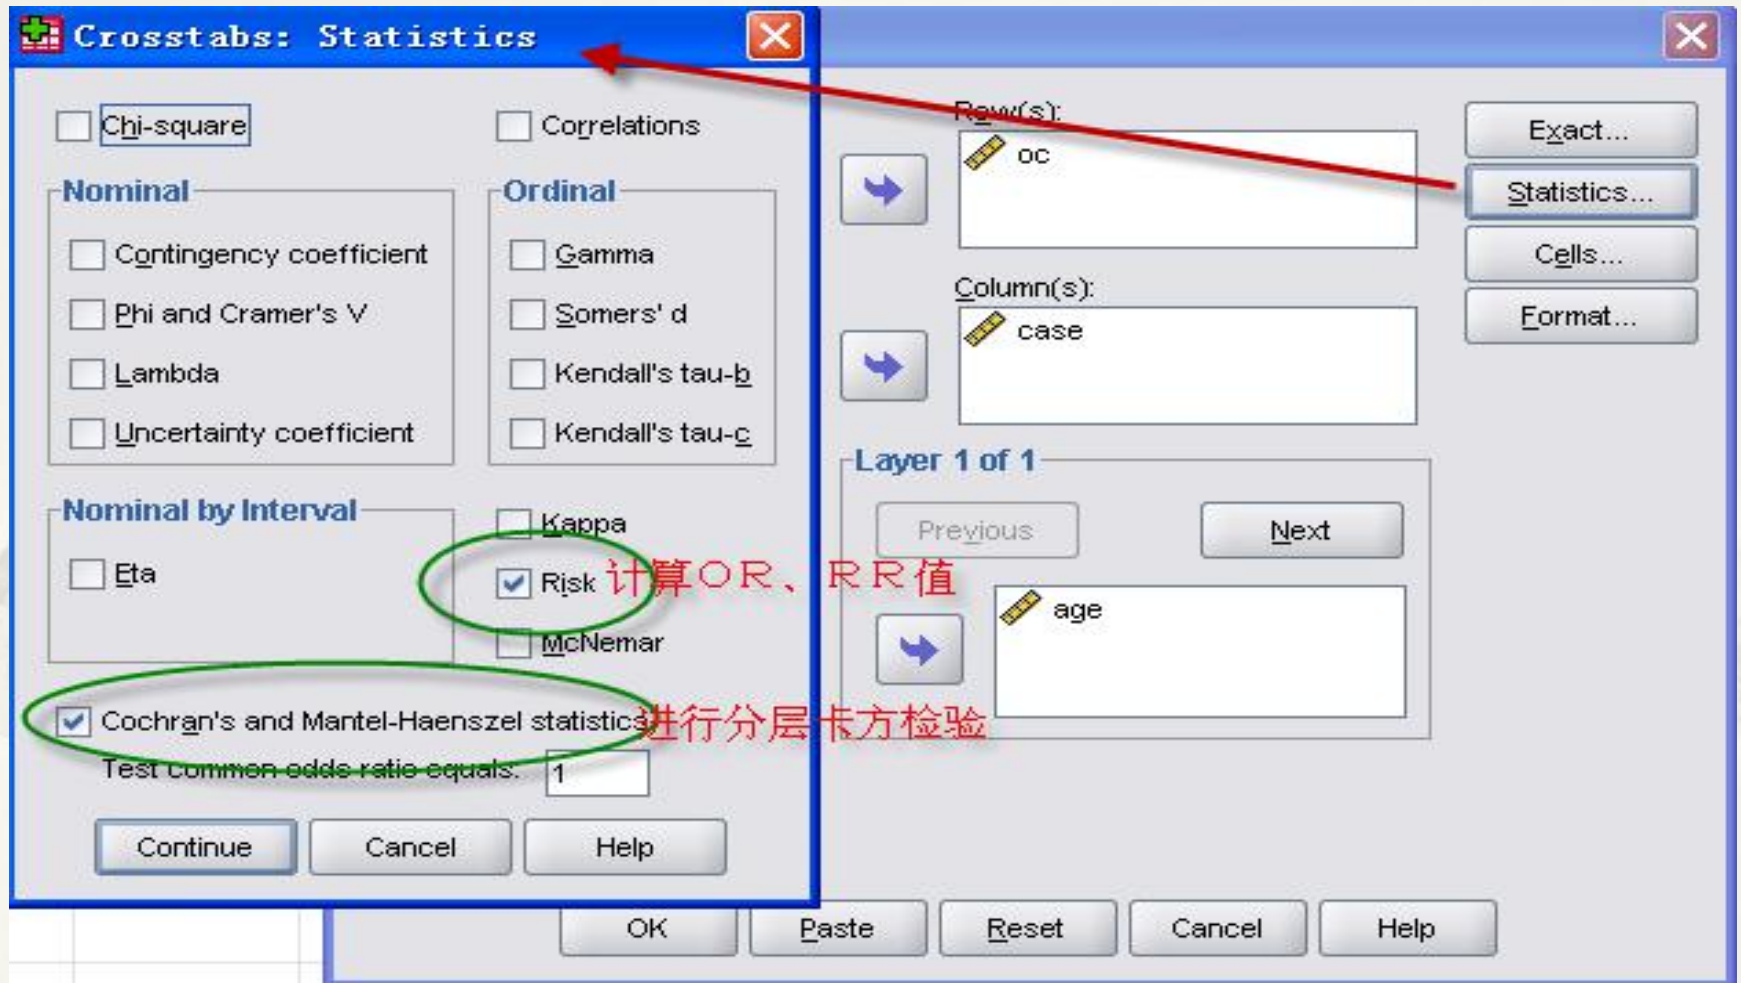 Crosstabs: Statistics
Chi-square
Correlations
Nominal
Contingency coefficient
Phi and Cramer's V
Lambda
Uncertainty coefficient
Ordinal
Gamma
Somers' d
Kendall's tau-b
Kendall's tau-c
Nominal by Interval
Eta
Kappa
Risk 计算OR、RR值
McNemar
Cochran's and Mantel-Haenszel statistics 进行分层卡方检验
Test common odds ratio equals: 1
Continue
Cancel
Help
Row(s):
oc
Column(s):
case
Layer 1 of 1
Previous
Next
age
Exact...
Statistics...
Cells...
Format...
OK
Paste
Reset
Cancel
Help